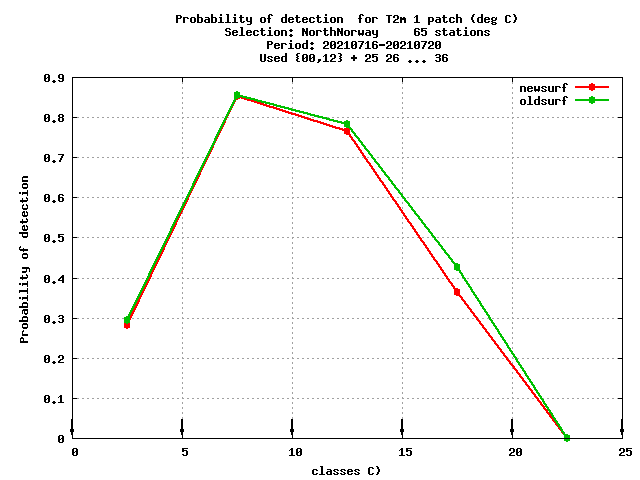 Probability of detection  for T2m 1 patch (deg C)
Selection: NorthNorway     65 stations
Period: 20210716-20210720
Used {00,12} + 25 26 ... 36
newsurf
oldsurf
Probability of detection
0.9
0.8
0.7
0.6
0.5
0.4
0.3
0.2
0.1
0
0 5 10 15 20 25
classes C)